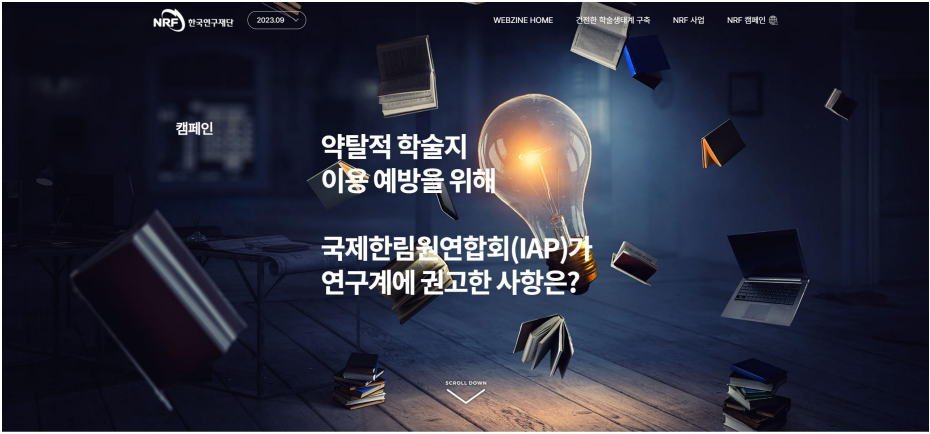 NRF 한국연구재단
2023.09
WEBZINE HOME
건전한 학술생태계 구축
NRF 사업
NRF 캠페인
캠페인
약탈적 학술지
이용 예방을 위해
국제한림원연합회(IAP)가
연구계에 권고한 사항은?
SCROLL DOWN